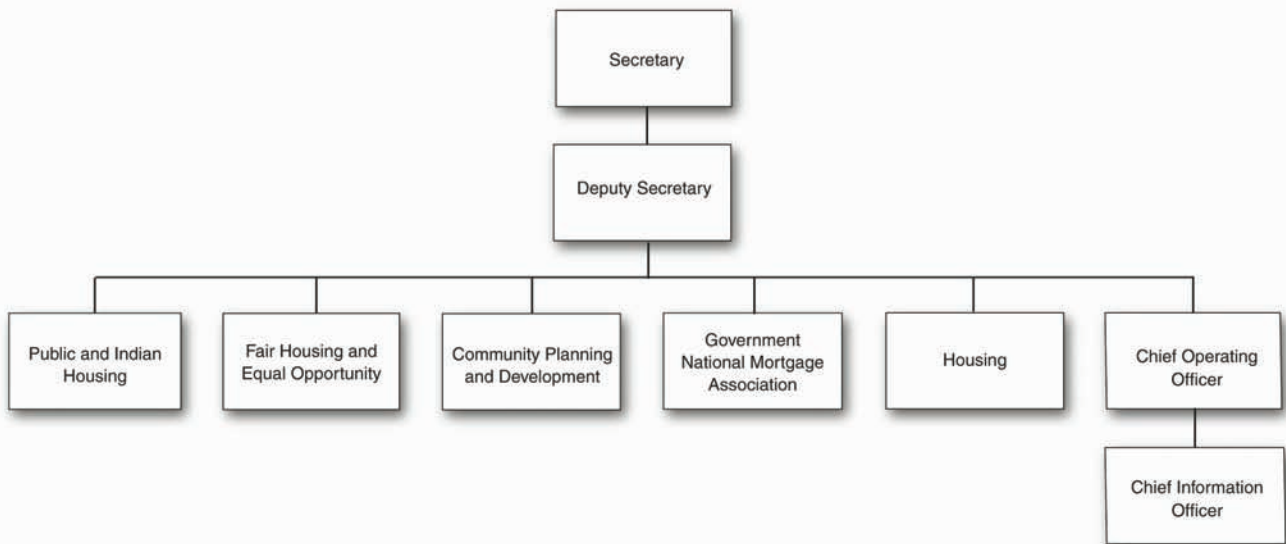 Secretary
Deputy Secretary
Public and Indian
Housing
Fair Housing and
Equal Opportunity
Community Planning
and Development
Government
National Mortgage
Association
Housing
Chief Operating
Officer
Chief Information
Officer